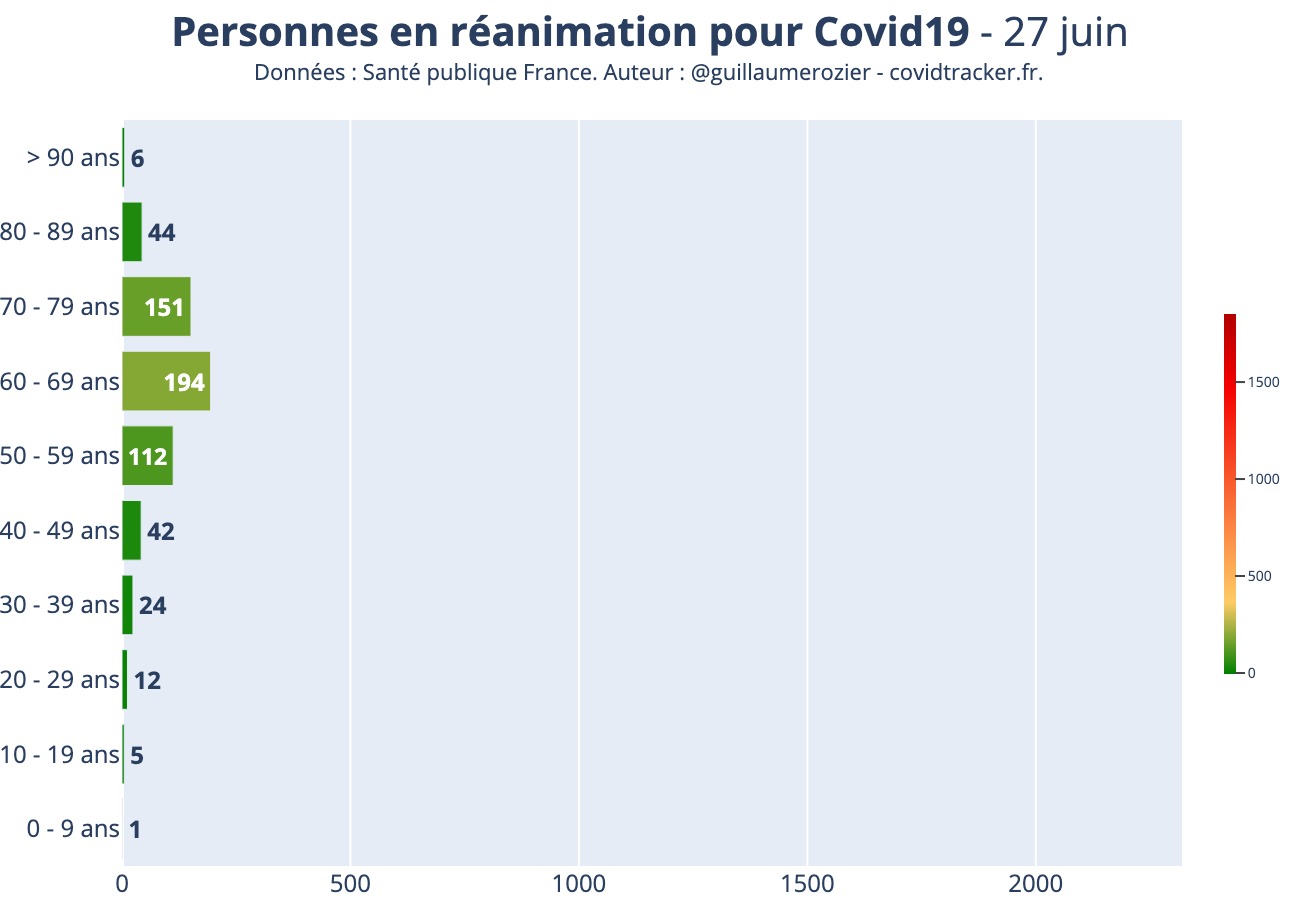 Personnes en réanimation pour Covid19 - 27 juin
Données : Santé publique France. Auteur : @guillaumerozier - covidtracker.fr.
> 90 ans 6
80 - 89 ans 44
70 - 79 ans 151
60 - 69 ans 194
50 - 59 ans 112
40 - 49 ans 42
30 - 39 ans 24
20 - 29 ans 12
10 - 19 ans 5
0 - 9 ans 1
0 500 1000 1500 2000
1500
1000
500
0